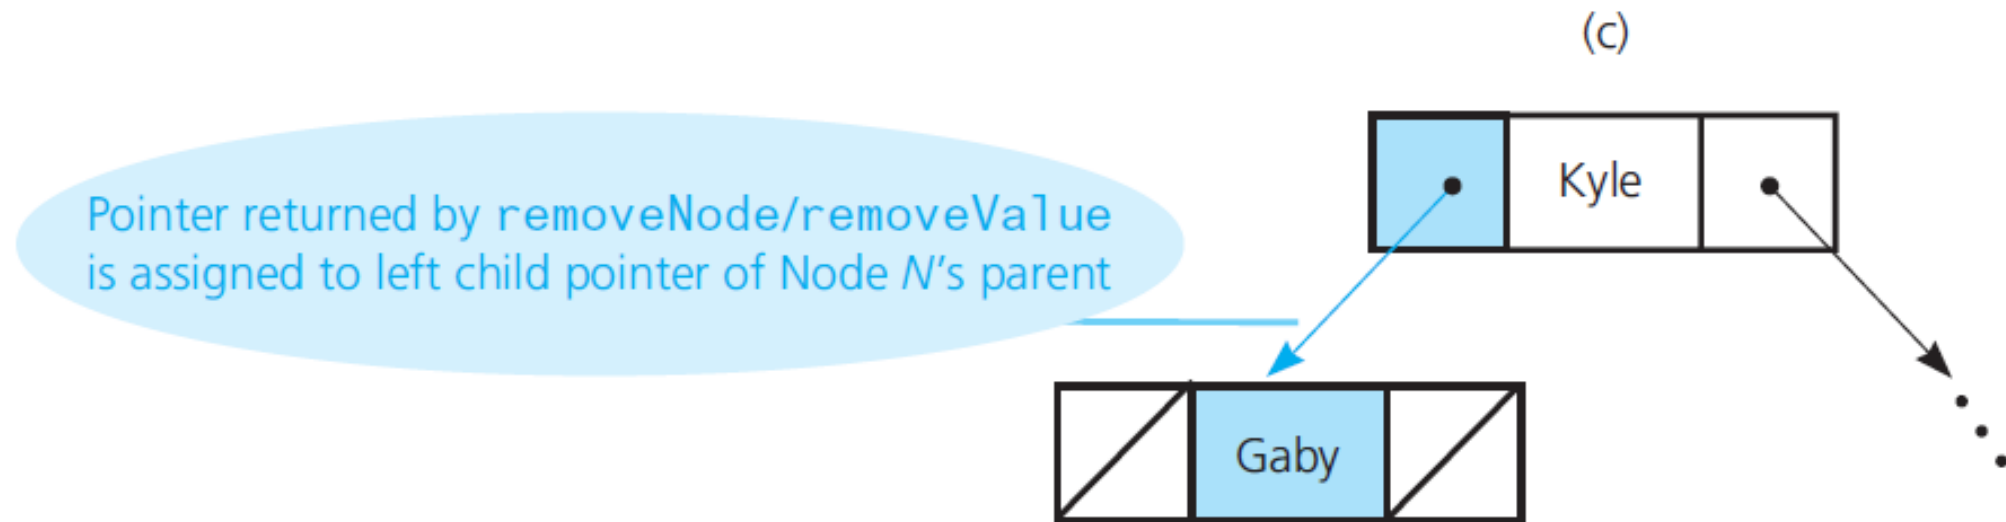 (c)
Kyle
Pointer returned by removeNode/removeValue
is assigned to left child pointer of Node N’s parent
Gaby